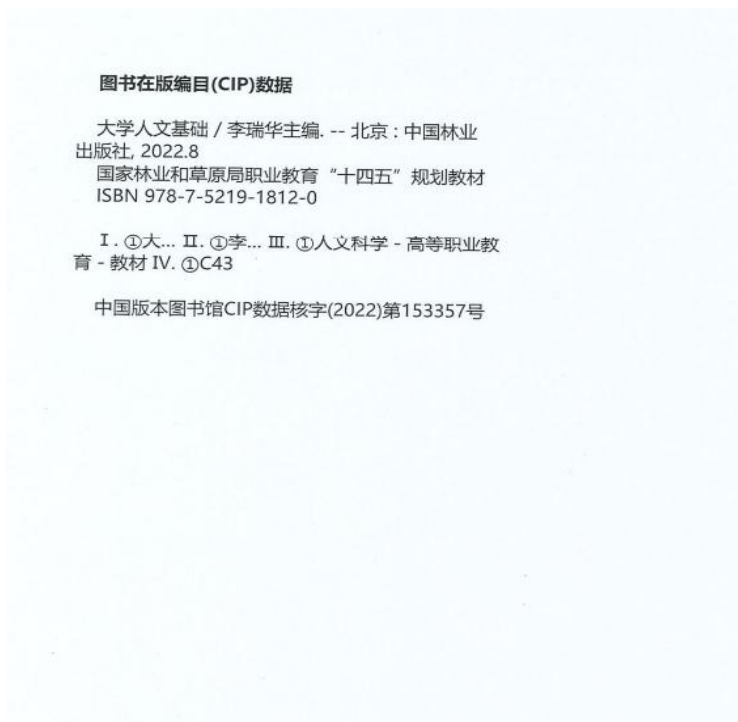 图书在版编目(CIP)数据
大学人文基础 / 李瑞华主编. -- 北京 : 中国林业
出版社, 2022.8
国家林业和草原局职业教育“十四五”规划教材
ISBN 978-7-5219-1812-0
Ⅰ. ①大... Ⅱ. ①李... Ⅲ. ①人文科学 - 高等职业教
育 - 教材 IV. ①C43
中国版本图书馆CIP数据核字(2022)第153357号